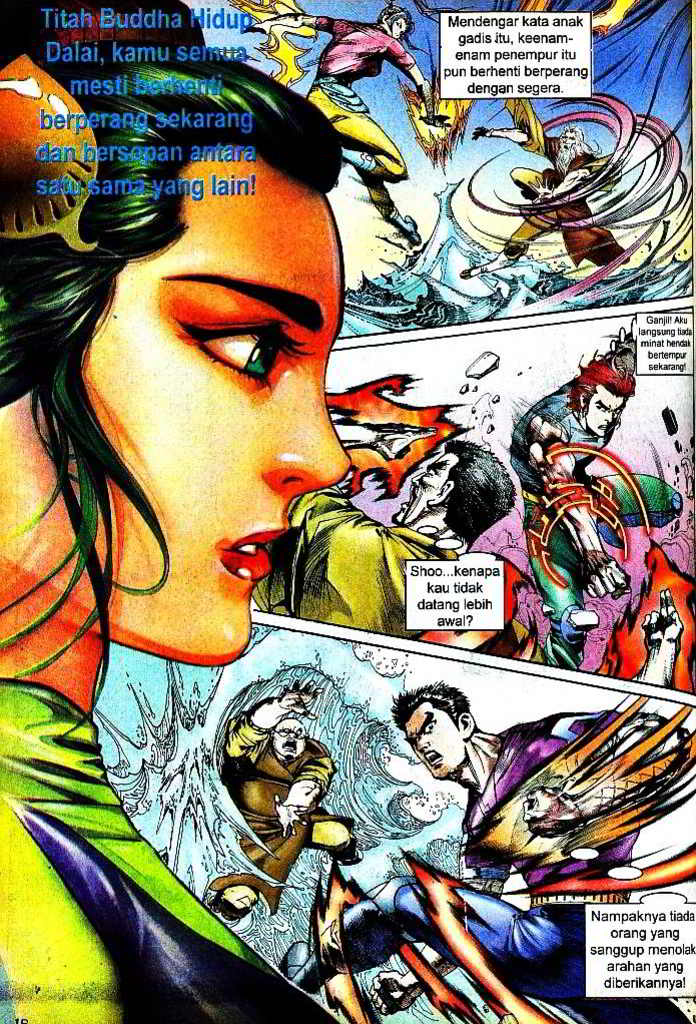 Titah Buddha Hidup
Dalai, kamu semua
mesti berhenti
berperang sekarang
dan bersopan antara
satu sama yang lain!
Mendengar kata anak
gadis itu, keenam-
enam penempur itu
pun berhenti berperang
dengan segera.
Ganjil! Aku
langsung tiada
minat hendak
bertempur
sekarang!
Shoo...kenapa
kau tidak
datang lebih
awal?
Nampaknya tiada
orang yang
sanggup menolak
arahan yang
diberikannya!
16